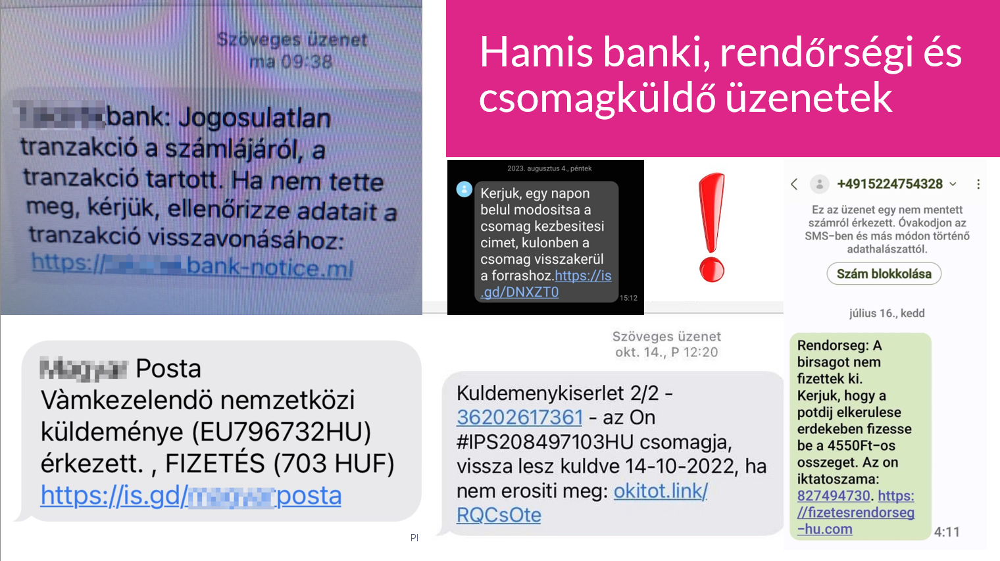 Szöveges üzenet
ma 09:38
bank: Jogosulatlan
tranzakció a számlájáról, a
tranzakció tartott. Ha nem tette
meg, kérjük, ellenőrizze adatait a
tranzakció visszavonásához:
https://
bank-notice.ml
Hamis banki, rendőrségi és
csomagküldő üzenetek
2023. augusztus 4., péntek
Kerjuk, egy napon
belul modositsa a
csomag kezbesitesi
cimet, kulonben a
csomag visszakerül
a forrashoz.https://is
.gd/DNXZT0
15:12
+4915224754328
Ez az üzenet egy nem mentett
számról érkezett. Óvakodjon az
SMS-ben és más módon történő
adathalászattól.
Szám blokkolása
július 16., kedd
Rendorseg: A
birsagot nem
fizettek ki.
Kerjuk, hogy a
potdij elkerulese
erdekeben fizesse
be a 4550Ft-os
osszeget. Az on
iktatoszama:
827494730. https:
//fizetesrendorseg
-hu.com
4:11
Magyar Posta
Vàmkezelendö nemzetközi
küldeménye (EU796732HU)
érkezett. , FIZETÉS (703 HUF)
https://is.gd/magyarposta
PI
Szöveges üzenet
okt. 14., P 12:20
Kuldemenykiserlet 2/2 -
36202617361 - az On
#IPS208497103HU csomagja,
vissza lesz kuldve 14-10-2022, ha
nem erositi meg: okitot.link/
RQCsOte